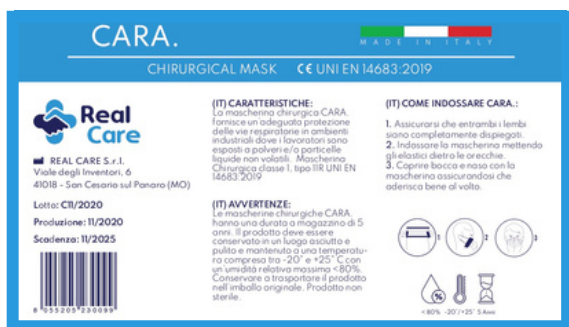 CARA.
MADE IN ITALY
CHIRURGICAL MASK CE UNI EN 14683:2019
Real
Care
REAL CARE S.r.l.
Viale degli Inventori, 6
41018 - San Cesario sul Panaro (MO)
Lotto: C11/2020
Produzione: 11/2020
Scadenza: 11/2025
8 055205 230099
(IT) CARATTERISTICHE:
La mascherina chirurgica CARA.
fornisce un'adeguata protezione
delle vie respiratorie in ambienti
industriali dove i lavoratori sono
esposti a polveri e/o particelle
liquide non volatili. Mascherina
Chirurgica classe 1, tipo IIR UNI EN
14683:2019
(IT) AVVERTENZE:
Le mascherine chirurgiche CARA.
hanno una durata a magazzino di 5
anni. Il prodotto deve essere
conservato in un luogo asciutto e
pulito e mantenuto a una temperatu-
ra compresa tra -20° e +25° C con
un'umidità relativa massima <80%.
Conservare a trasportare il prodotto
nell'imballo originale. Prodotto non
sterile.
(IT) COME INDOSSARE CARA.:
1. Assicurarsi che entrambi i lembi
siano completamente dispiegati.
2. Indossare la mascherina mettendo
gli elastici dietro le orecchie.
3. Coprire bocca e naso con la
mascherina assicurandosi che
aderisca bene al volto.
1 2 3
%
<80% -20°/+25° 5 Anni